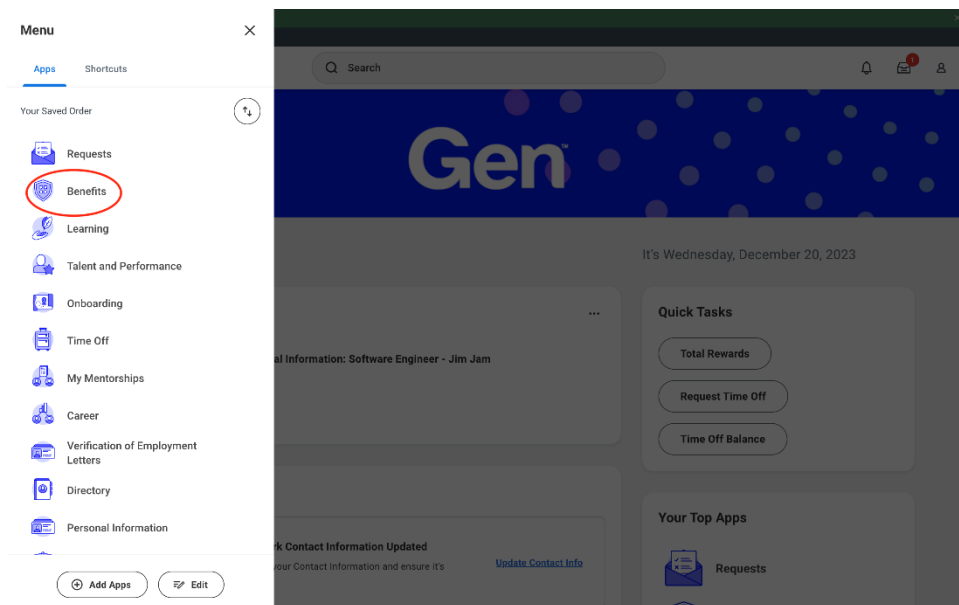 Menu
Apps
Shortcuts
Your Saved Order
Requests
Benefits
Learning
Talent and Performance
Onboarding
Time Off
My Mentorships
Career
Verification of Employment
Letters
Directory
Personal Information
Add Apps
Edit
Search
1
Gen™
It's Wednesday, December 20, 2023
al Information: Software Engineer - Jim Jam
Quick Tasks
Total Rewards
Request Time Off
Time Off Balance
rk Contact Information Updated
your Contact Information and ensure it's
Update Contact Info
Your Top Apps
Requests